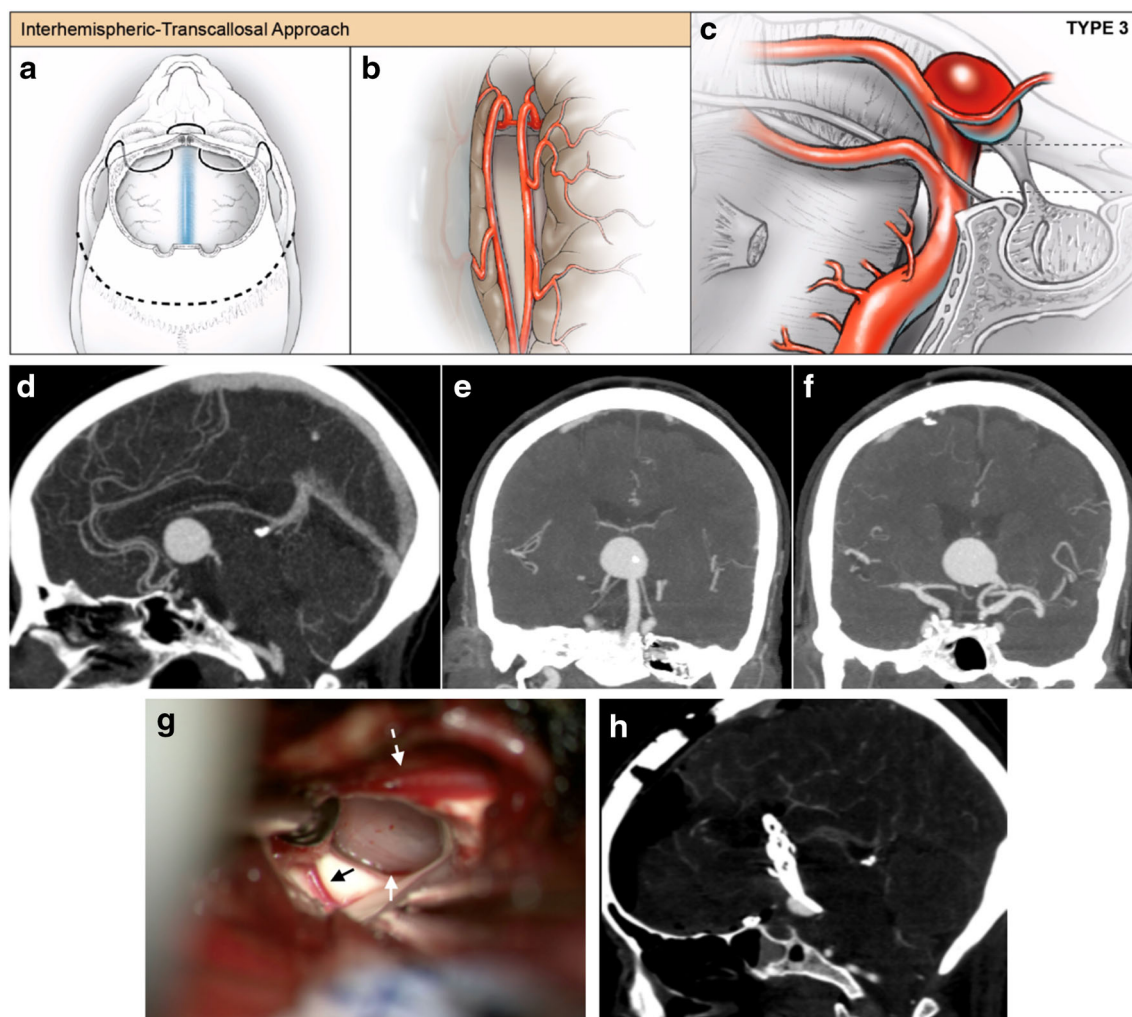 Interhemispheric-Transcallosal Approach
a
b
c
TYPE 3
d
e
f
g
h